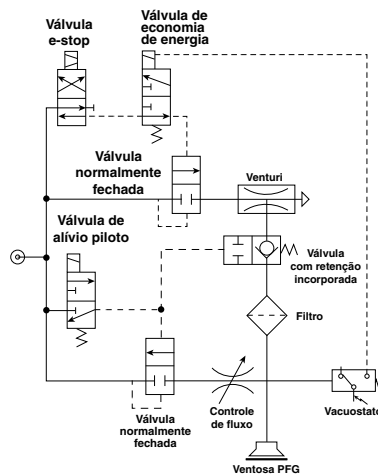 Válvula
e-stop
Válvula de
economia
de energia
Válvula
normalmente
fechada
Venturi
Válvula de
alívio piloto
Válvula
com retenção
incorporada
Filtro
Válvula
normalmente
fechada
Controle
de fluxo
Vacuostato
Ventosa PFG